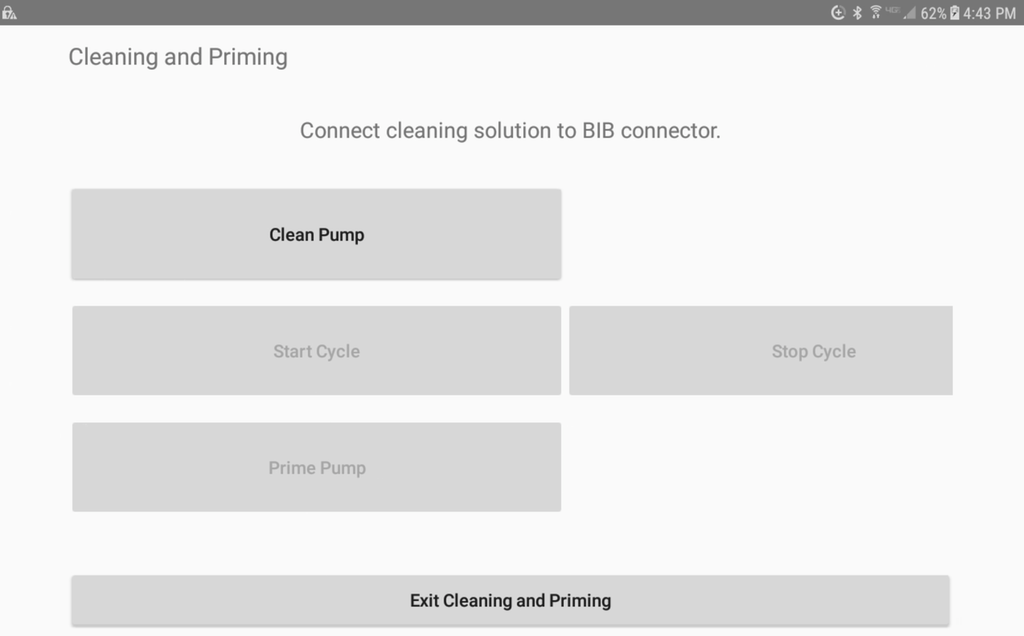 62% 4:43 PM
Cleaning and Priming
Connect cleaning solution to BIB connector.
Clean Pump
Start Cycle Stop Cycle
Prime Pump
Exit Cleaning and Priming